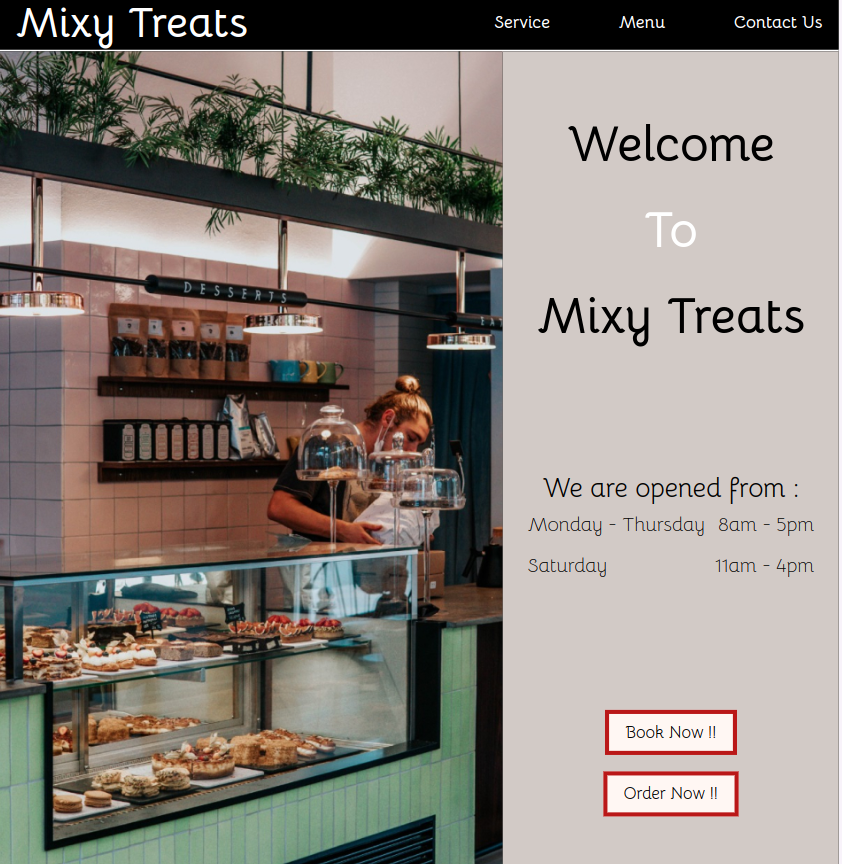 Mixy Treats
Service Menu Contact Us
Welcome
To
Mixy Treats
DESSERTS
We are opened from :
Monday - Thursday 8am - 5pm
Saturday 11am - 4pm
Book Now !!
Order Now !!